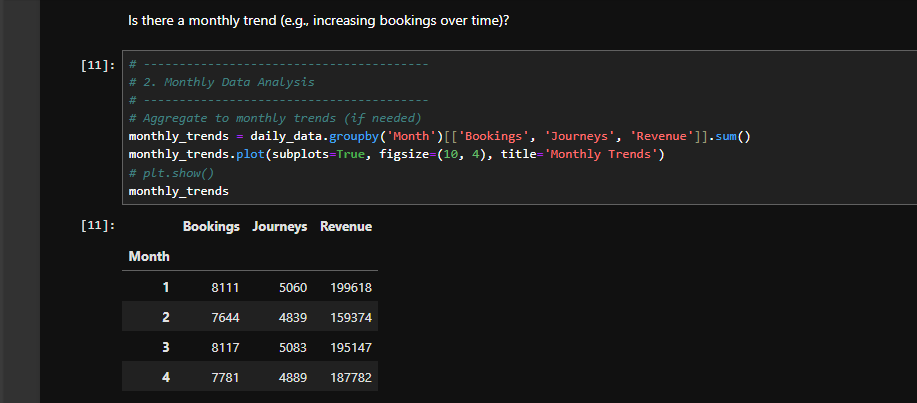 Is there a monthly trend (e.g., increasing bookings over time)?
[11]: # ----------------------------------------
# 2. Monthly Data Analysis
# ----------------------------------------
# Aggregate to monthly trends (if needed)
monthly_trends = daily_data.groupby('Month')[['Bookings', 'Journeys', 'Revenue']].sum()
monthly_trends.plot(subplots=True, figsize=(10, 4), title='Monthly Trends')
# plt.show()
monthly_trends
[11]: Bookings Journeys Revenue
Month
1 8111 5060 199618
2 7644 4839 159374
3 8117 5083 195147
4 7781 4889 187782